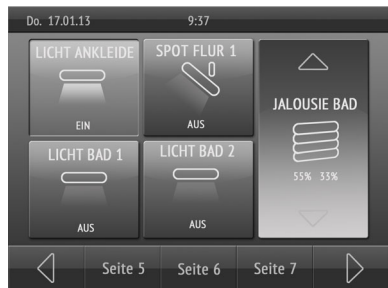 Do. 17.01.13 9:37
LICHT ANKLEIDE
EIN
SPOT FLUR 1
AUS
JALOUSIE BAD
55% 33%
LICHT BAD 1
AUS
LICHT BAD 2
AUS
Seite 5 Seite 6 Seite 7